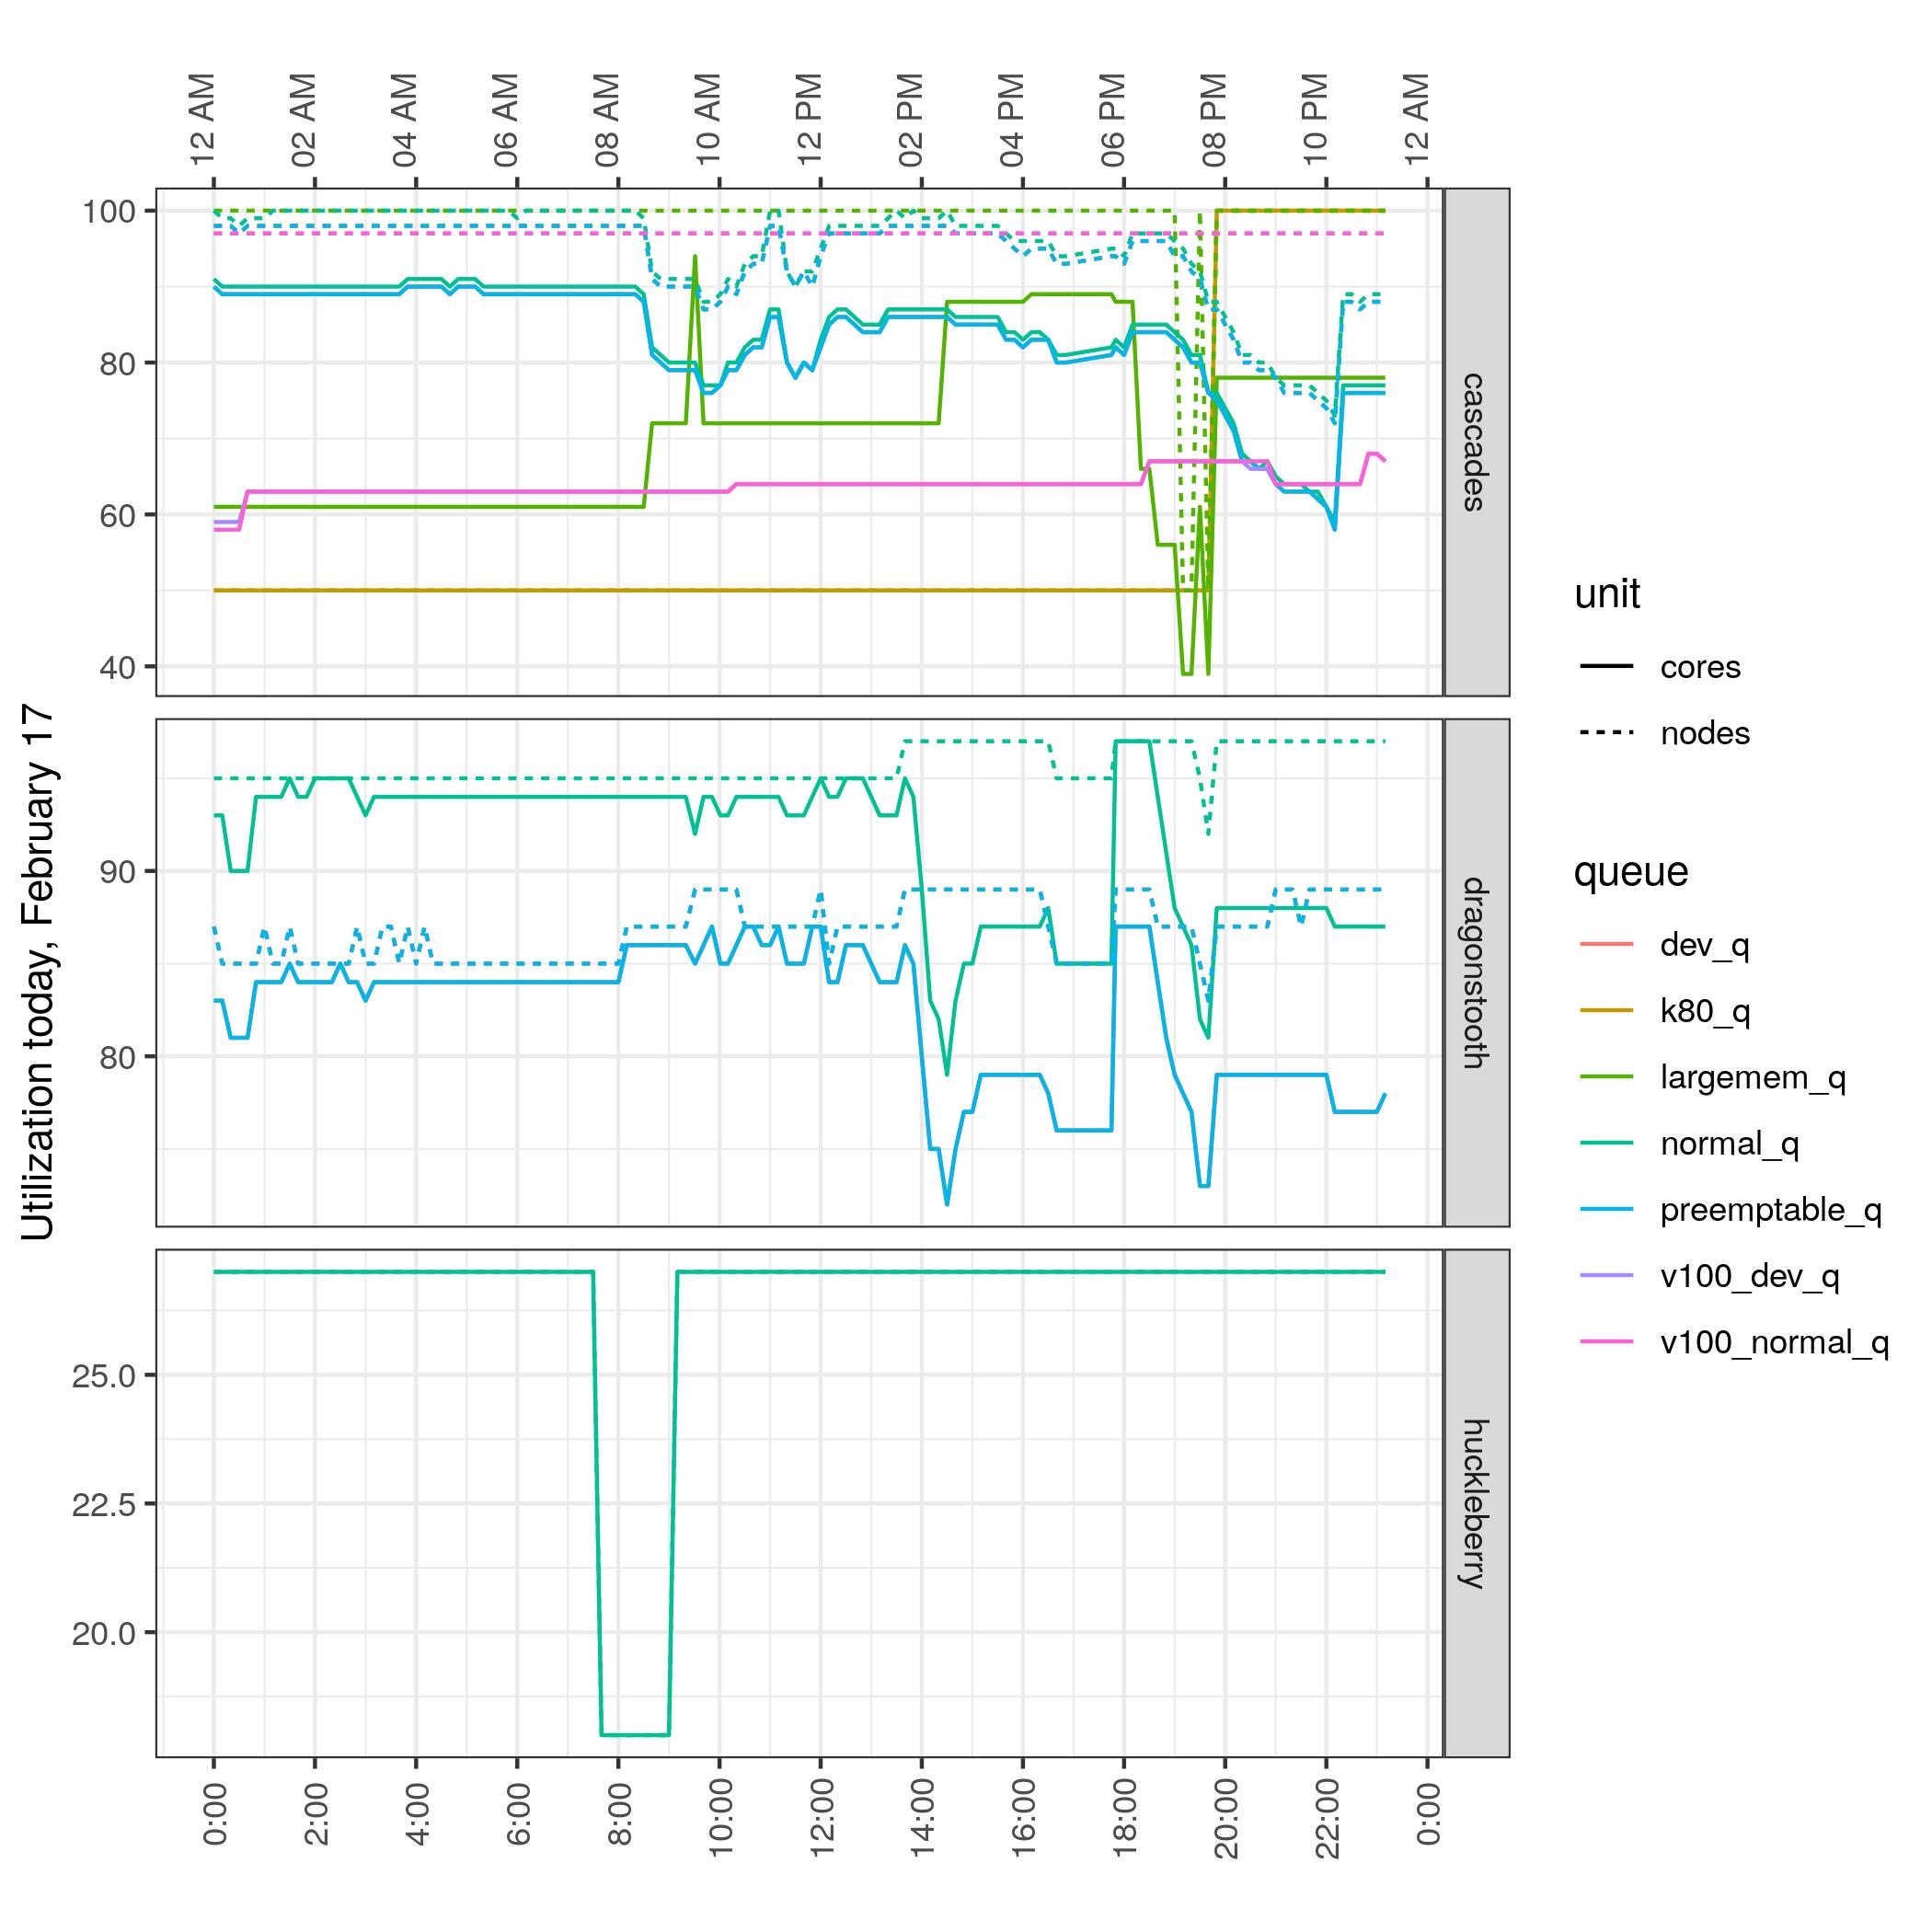 12 AM
02 AM
04 AM
06 AM
08 AM
10 AM
12 PM
02 PM
04 PM
06 PM
08 PM
10 PM
12 AM
Utilization today, February 17
100
80
60
40
cascades
90
80
dragonstooth
25.0
22.5
20.0
huckleberry
0:00
2:00
4:00
6:00
8:00
10:00
12:00
14:00
16:00
18:00
20:00
22:00
0:00
unit
cores
nodes
queue
dev_q
k80_q
largemem_q
normal_q
preemptable_q
v100_dev_q
v100_normal_q